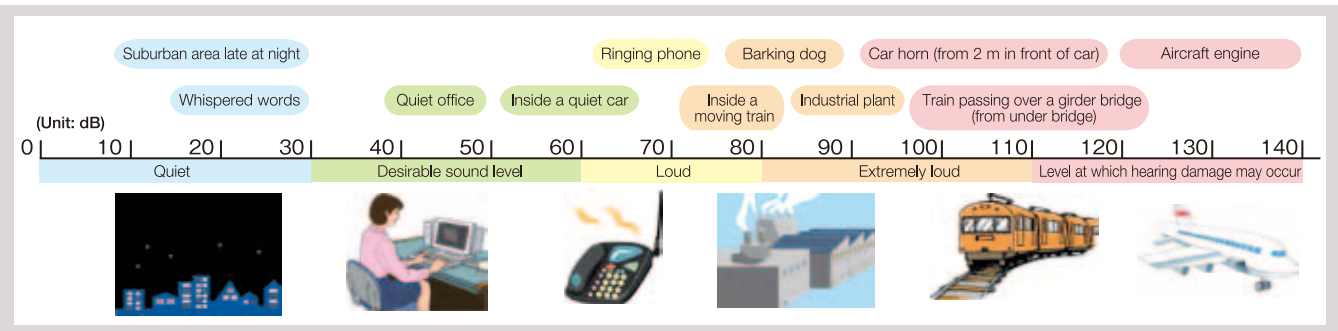 Suburban area late at night
Ringing phone
Barking dog
Car horn (from 2 m in front of car)
Aircraft engine
Whispered words
Quiet office
Inside a quiet car
Inside a
moving train
Industrial plant
Train passing over a girder bridge
(from under bridge)
(Unit: dB)
0 10 20 30 40 50 60 70 80 90 100 110 120 130 140
Quiet
Desirable sound level
Loud
Extremely loud
Level at which hearing damage may occur